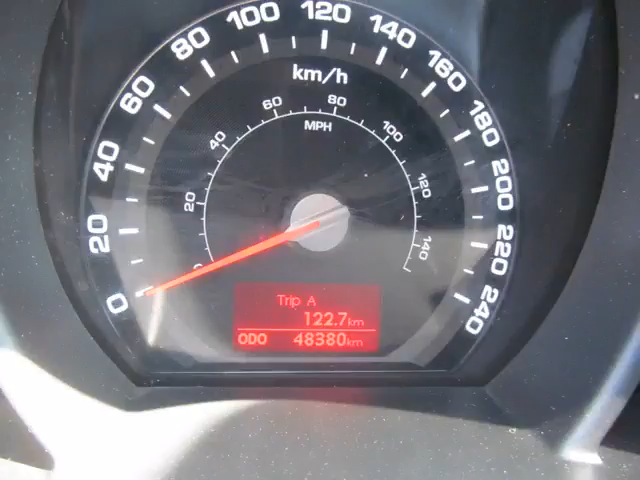 0 20 40 60 80 100 120 140 160 180 200 220 240
km/h
20 40 60 80 100 120 140
MPH
Trip A
122.7km
ODO 48380km